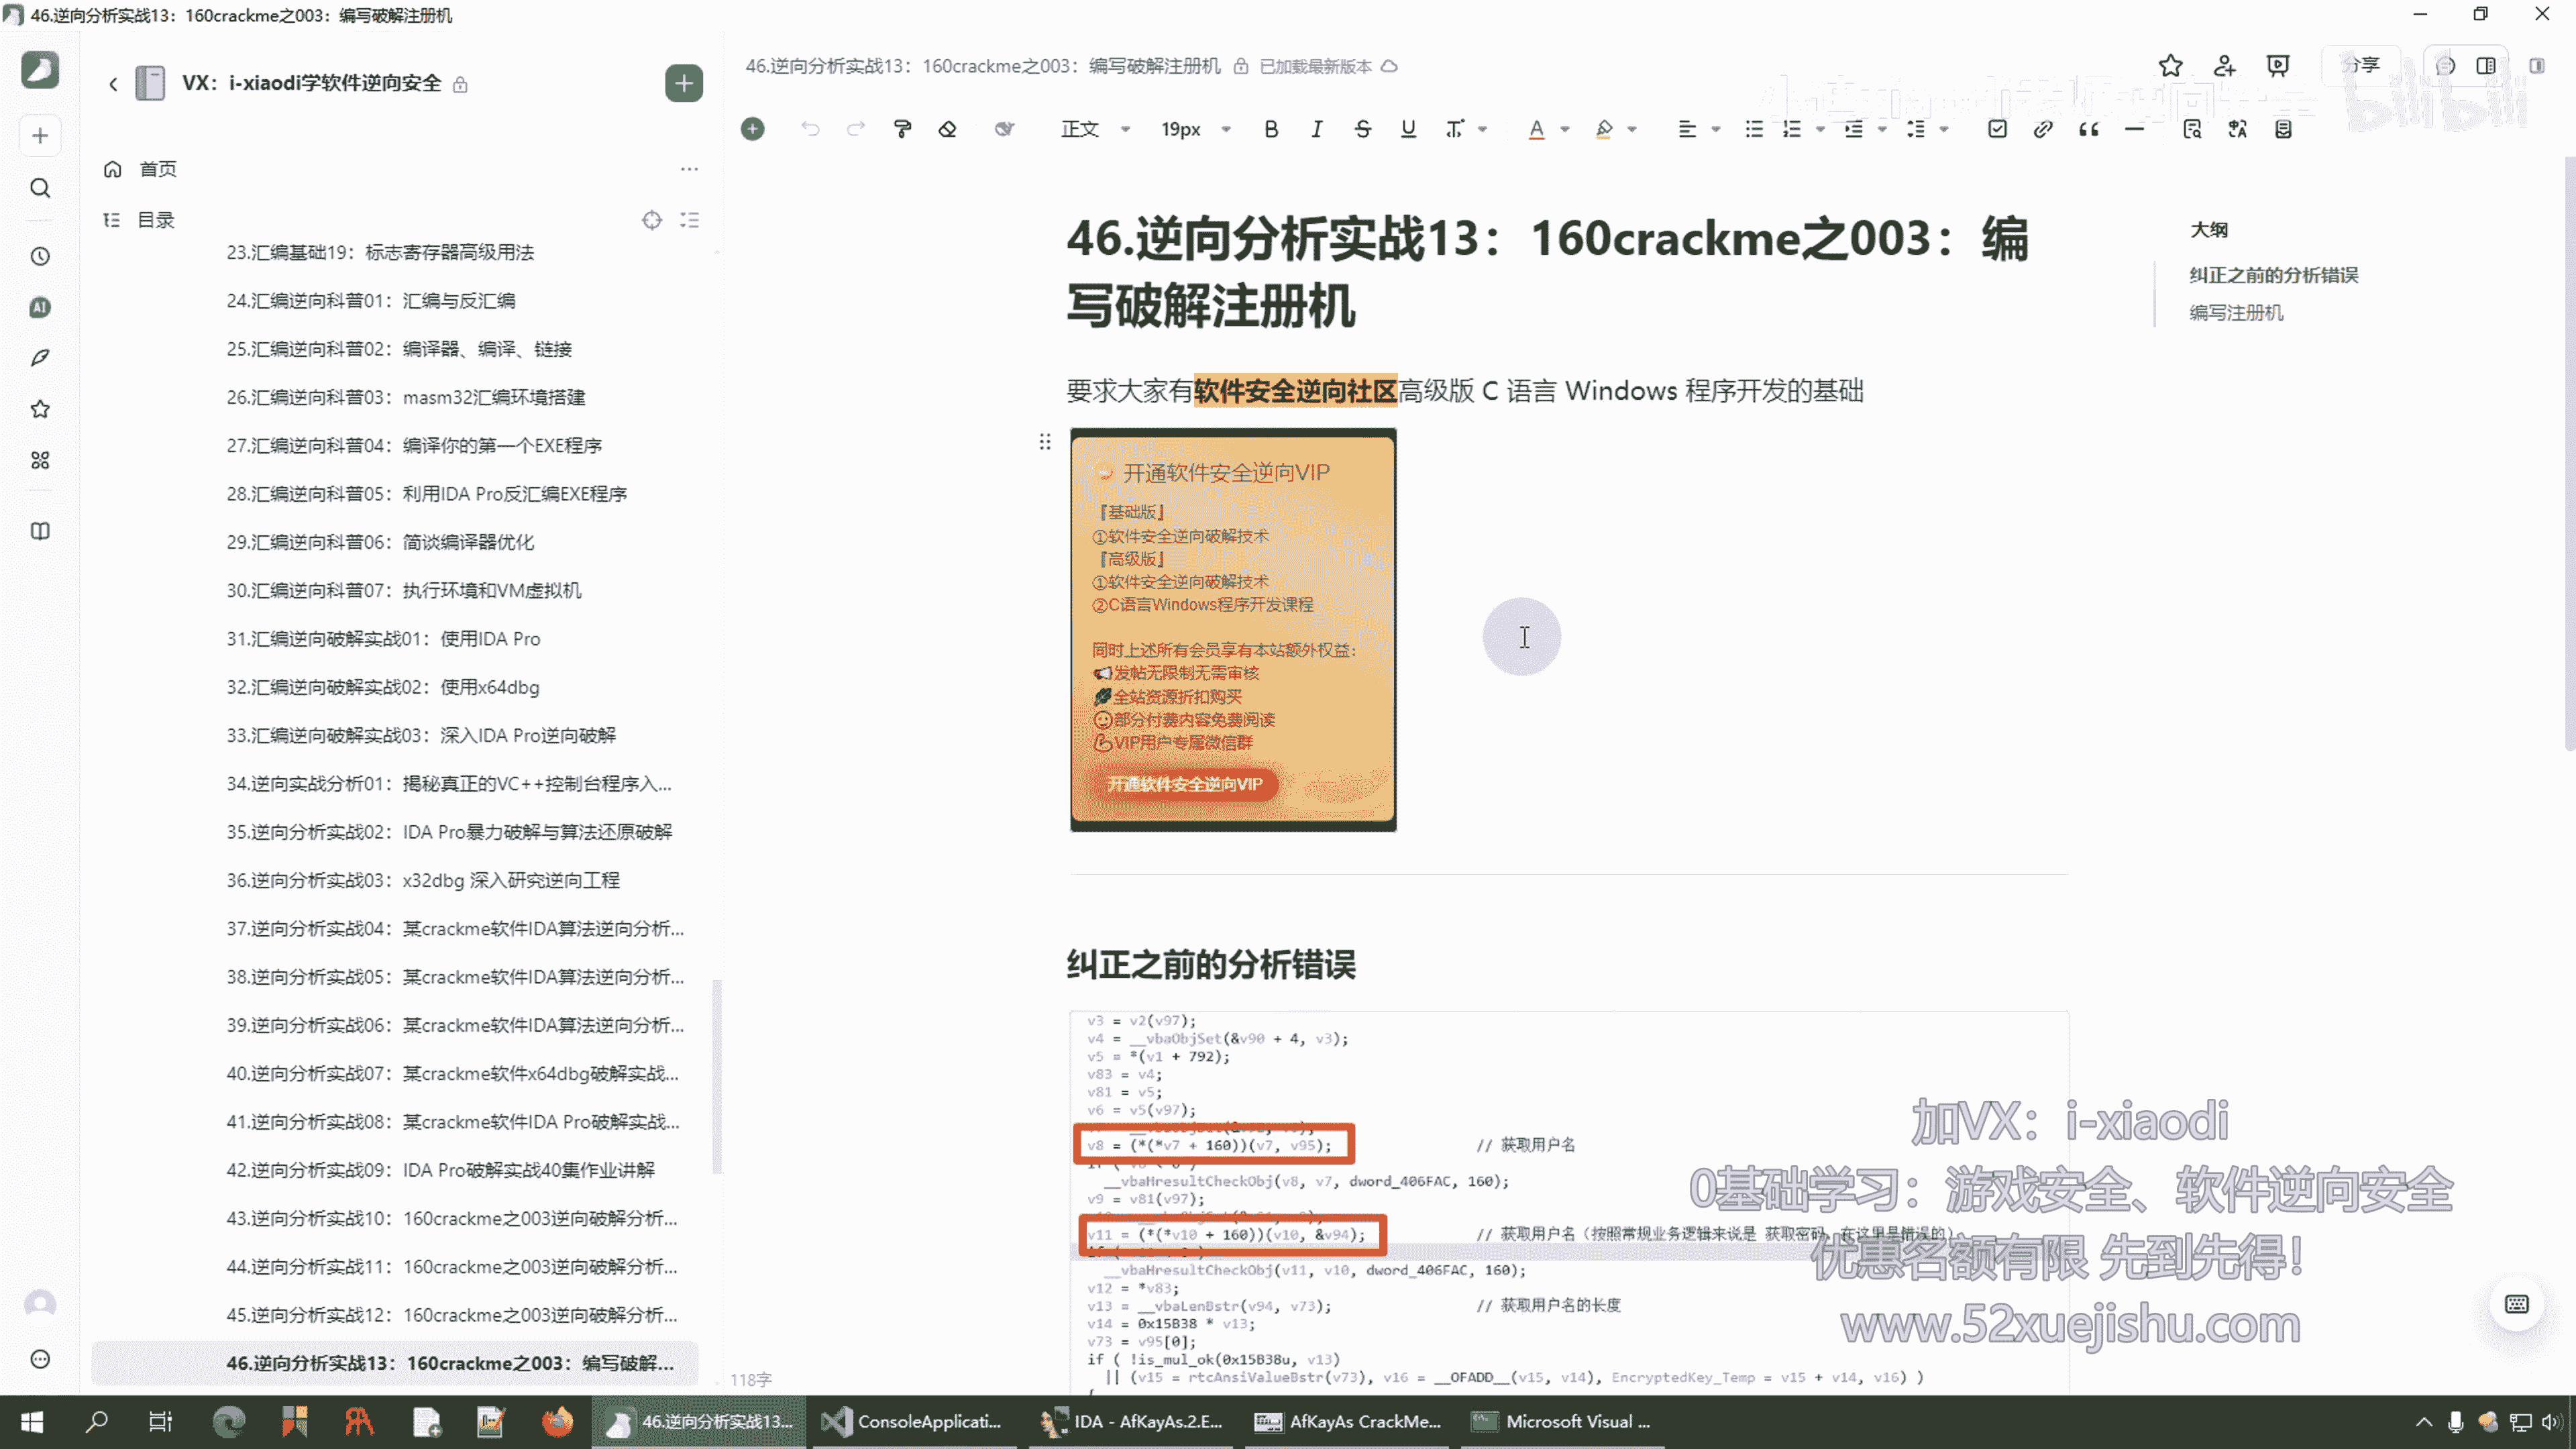 46.逆向分析实战13：160crackme之003：编写破解注册机
VX：i-xiaodi学软件逆向安全
46.逆向分析实战13：160crackme之003：编写破解注册机
已加载最新版本
分享
bilibili
正文
19px
首页
目录
23.汇编基础19：标志寄存器高级用法
24.汇编逆向科普01：汇编与反汇编
25.汇编逆向科普02：编译器、编译、链接
26.汇编逆向科普03：masm32汇编环境搭建
27.汇编逆向科普04：编译你的第一个EXE程序
28.汇编逆向科普05：利用IDA Pro反汇编EXE程序
29.汇编逆向科普06：简谈编译器优化
30.汇编逆向科普07：执行环境和VM虚拟机
31.汇编逆向破解实战01：使用IDA Pro
32.汇编逆向破解实战02：使用x64dbg
33.汇编逆向破解实战03：深入IDA Pro逆向破解
34.逆向实战分析01：揭秘真正的VC++控制台程序入...
35.逆向分析实战02：IDA Pro暴力破解与算法还原破解
36.逆向分析实战03：x32dbg 深入研究逆向工程
37.逆向分析实战04：某crackme软件IDA算法逆向分析...
38.逆向分析实战05：某crackme软件IDA算法逆向分析...
39.逆向分析实战06：某crackme软件IDA算法逆向分析...
40.逆向分析实战07：某crackme软件x64dbg破解实战...
41.逆向分析实战08：某crackme软件IDA Pro破解实战...
42.逆向分析实战09：IDA Pro破解实战40集作业讲解
43.逆向分析实战10：160crackme之003逆向破解分析...
44.逆向分析实战11：160crackme之003逆向破解分析...
45.逆向分析实战12：160crackme之003逆向破解分析...
46.逆向分析实战13：160crackme之003：编写破解...
46.逆向分析实战13：160crackme之003：编
写破解注册机
要求大家有软件安全逆向社区高级版 C 语言 Windows 程序开发的基础
开通软件安全逆向VIP
『基础版』
①软件安全逆向破解技术
『高级版』
①软件安全逆向破解技术
②C语言Windows程序开发课程
同时上述所有会员享有本站额外权益：
发帖无限制无需审核
全站资源折扣购买
部分付费内容免费阅读
VIP用户专属微信群
开通软件安全逆向VIP
纠正之前的分析错误
v3 = v2(v97);
v4 = __vbaObjSet(&v90 + 4, v3);
v5 = *(v1 + 792);
v83 = v4;
v81 = v5;
v6 = v5(v97);
v8 = (*(*v7 + 160))(v7, v95); // 获取用户名
__vbaHresultCheckObj(v8, v7, dword_406FAC, 160);
v9 = v81(v97);
v11 = (*(*v10 + 160))(v10, &v94); // 获取用户名（按照常规业务逻辑来说是 获取密码，在这里是错误的）
__vbaHresultCheckObj(v11, v10, dword_406FAC, 160);
v12 = *v83;
v13 = __vbaLenBstr(v94, v73); // 获取用户名的长度
v14 = 0x15B38 * v13;
v73 = v95[0];
if ( !is_mul_ok(0x15B38u, v13)
|| (v15 = rtcAnsiValueBstr(v73), v16 = __OFADD__(v15, v14), EncryptedKey_Temp = v15 + v14, v16) )
118字
大纲
纠正之前的分析错误
编写注册机
加VX：i-xiaodi
0基础学习：游戏安全、软件逆向安全
优惠名额有限 先到先得！
www.52xuejishu.com
46.逆向分析实战13...
ConsoleApplicati...
IDA - AfKayAs.2.E...
AfKayAs CrackMe...
Microsoft Visual ...